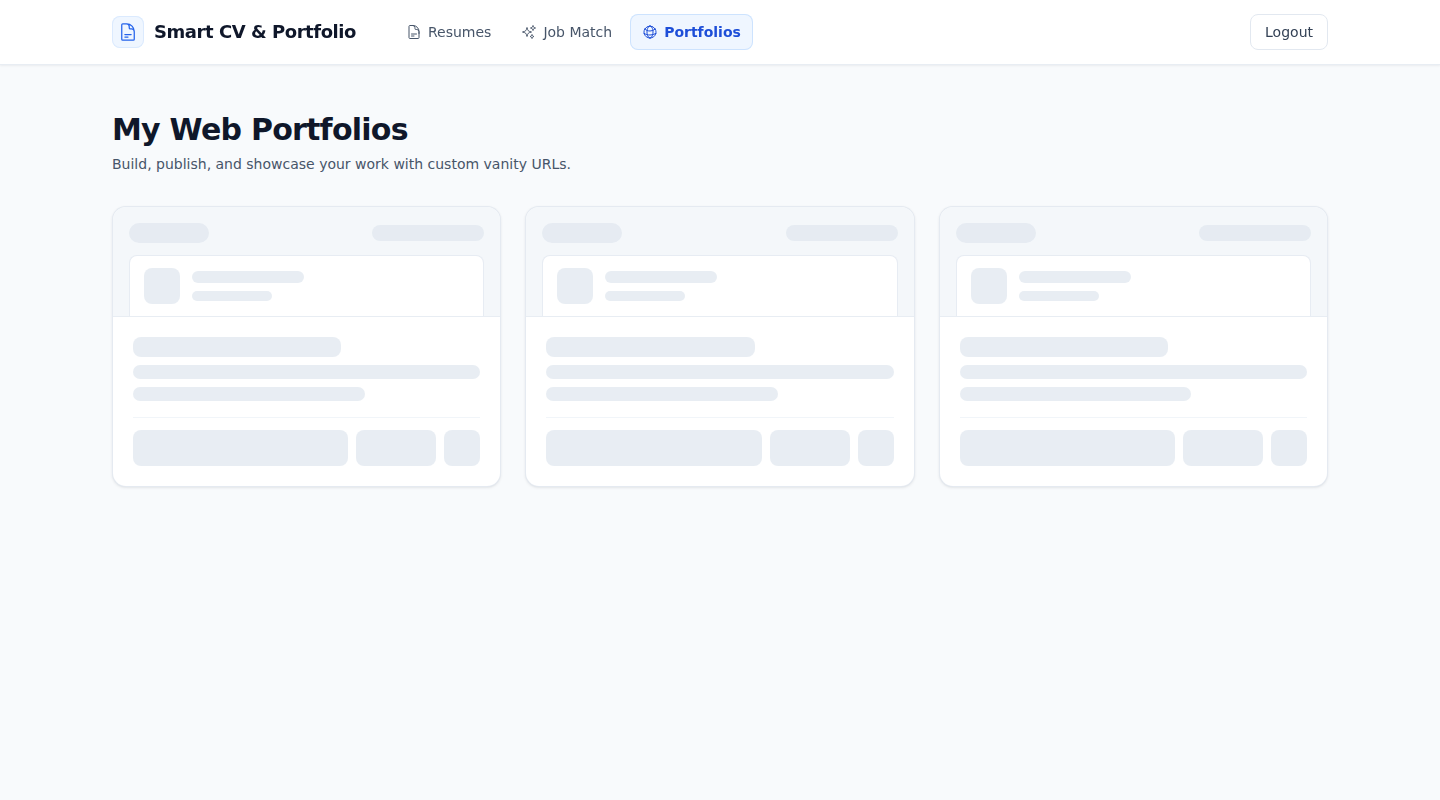 Smart CV & Portfolio
Resumes
Job Match
Portfolios
Logout
My Web Portfolios
Build, publish, and showcase your work with custom vanity URLs.